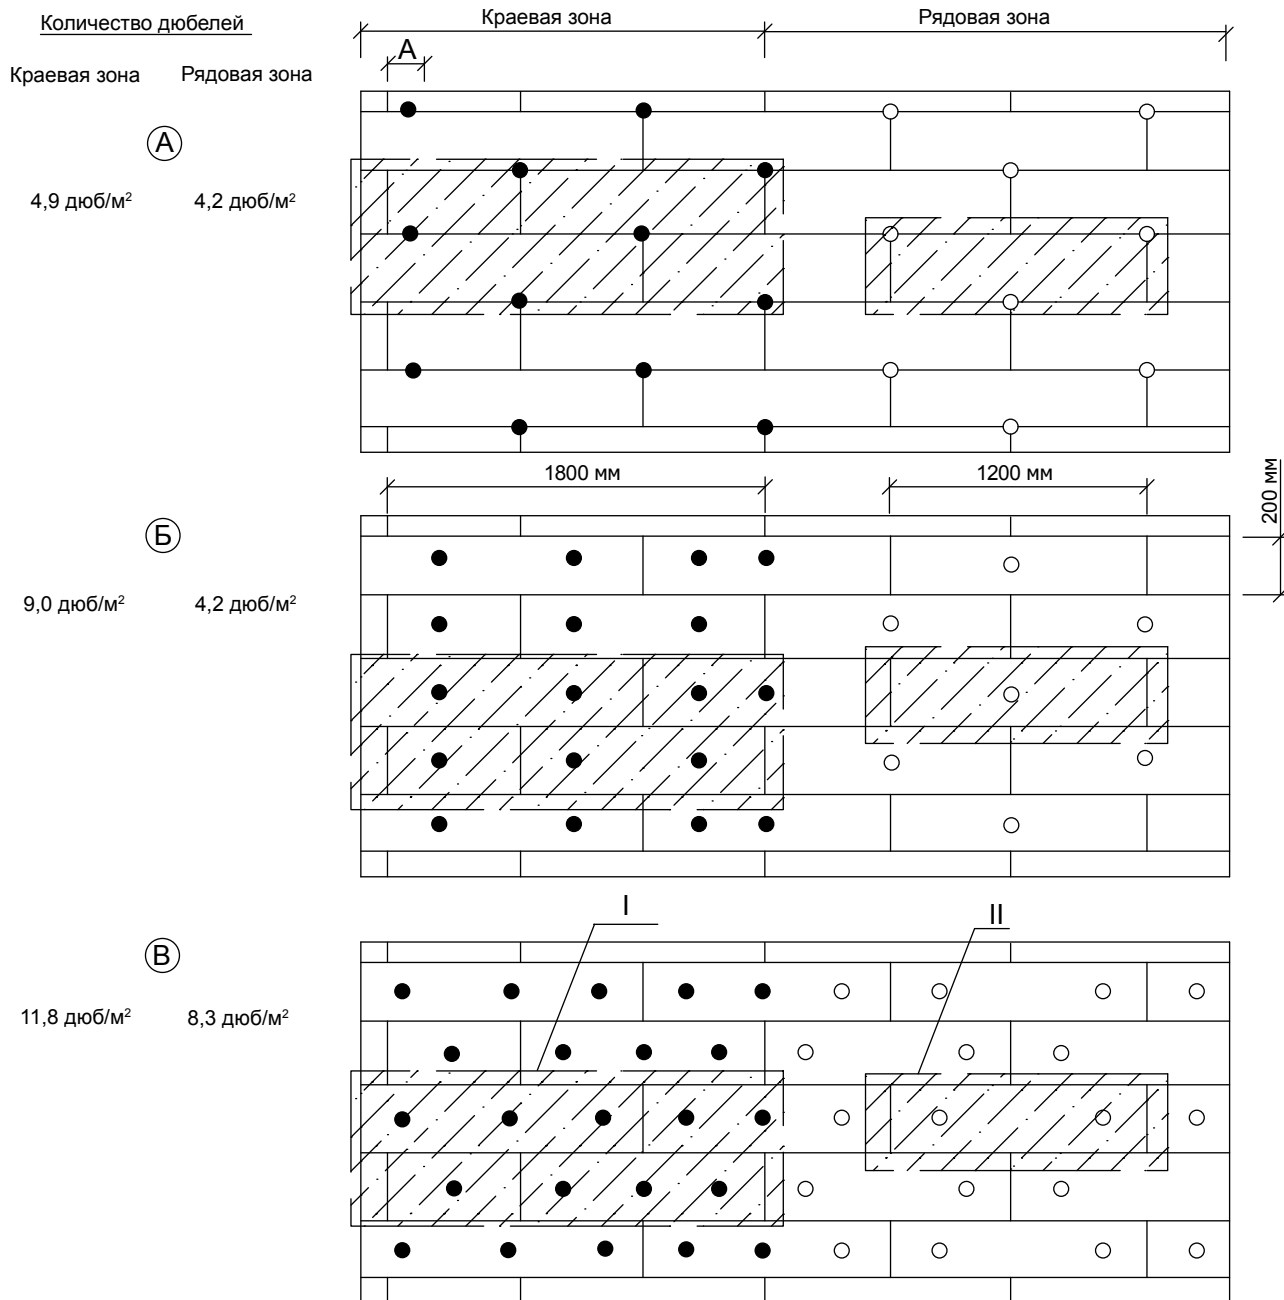 Количество дюбелей
Краевая зона Рядовая зона
Краевая зона Рядовая зона
А
А
4,9 дюб/м² 4,2 дюб/м²
1800 мм 1200 мм
200 мм
Б
9,0 дюб/м² 4,2 дюб/м²
I II
В
11,8 дюб/м² 8,3 дюб/м²